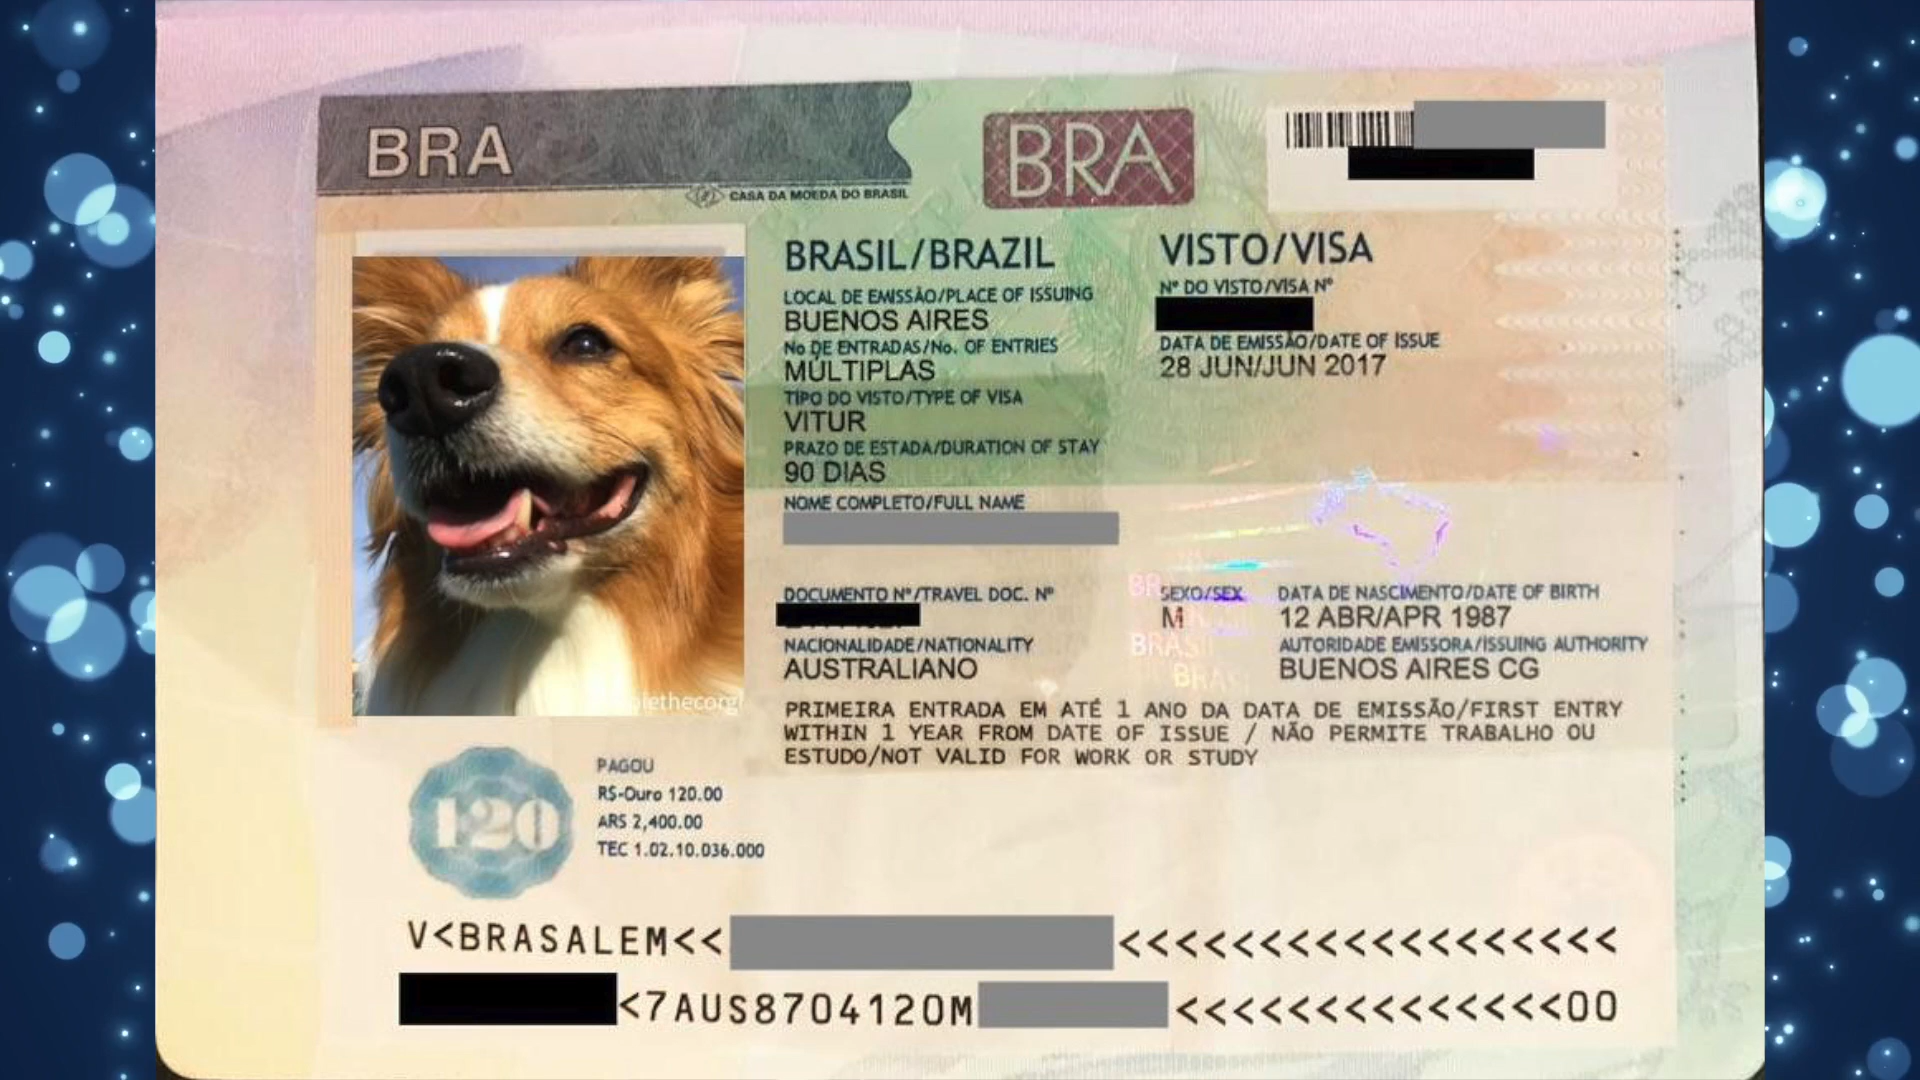 BRA
CASA DA MOEDA DO BRASIL
BRA
BRASIL/BRAZIL
LOCAL DE EMISSÃO/PLACE OF ISSUING
BUENOS AIRES
No DE ENTRADAS/No. OF ENTRIES
MÚLTIPLAS
TIPO DO VISTO/TYPE OF VISA
VITUR
PRAZO DE ESTADA/DURATION OF STAY
90 DIAS
NOME COMPLETO/FULL NAME
VISTO/VISA
Nº DO VISTO/VISA Nº
DATA DE EMISSÃO/DATE OF ISSUE
28 JUN/JUN 2017
DOCUMENTO Nº/TRAVEL DOC. Nº
SEXO/SEX
M
DATA DE NASCIMENTO/DATE OF BIRTH
12 ABR/APR 1987
NACIONALIDADE/NATIONALITY
AUSTRALIANO
AUTORIDADE EMISSORA/ISSUING AUTHORITY
BUENOS AIRES CG
PRIMEIRA ENTRADA EM ATÉ 1 ANO DA DATA DE EMISSÃO/FIRST ENTRY
WITHIN 1 YEAR FROM DATE OF ISSUE / NÃO PERMITE TRABALHO OU
ESTUDO/NOT VALID FOR WORK OR STUDY
120
PAGOU
R$-Ouro 120.00
ARS 2,400.00
TEC 1.02.10.036.000
V<BRASALEM<< <<<<<<<<<<<<<<<<<<
<7AUS8704120M <<<<<<<<<<<<<<<<00